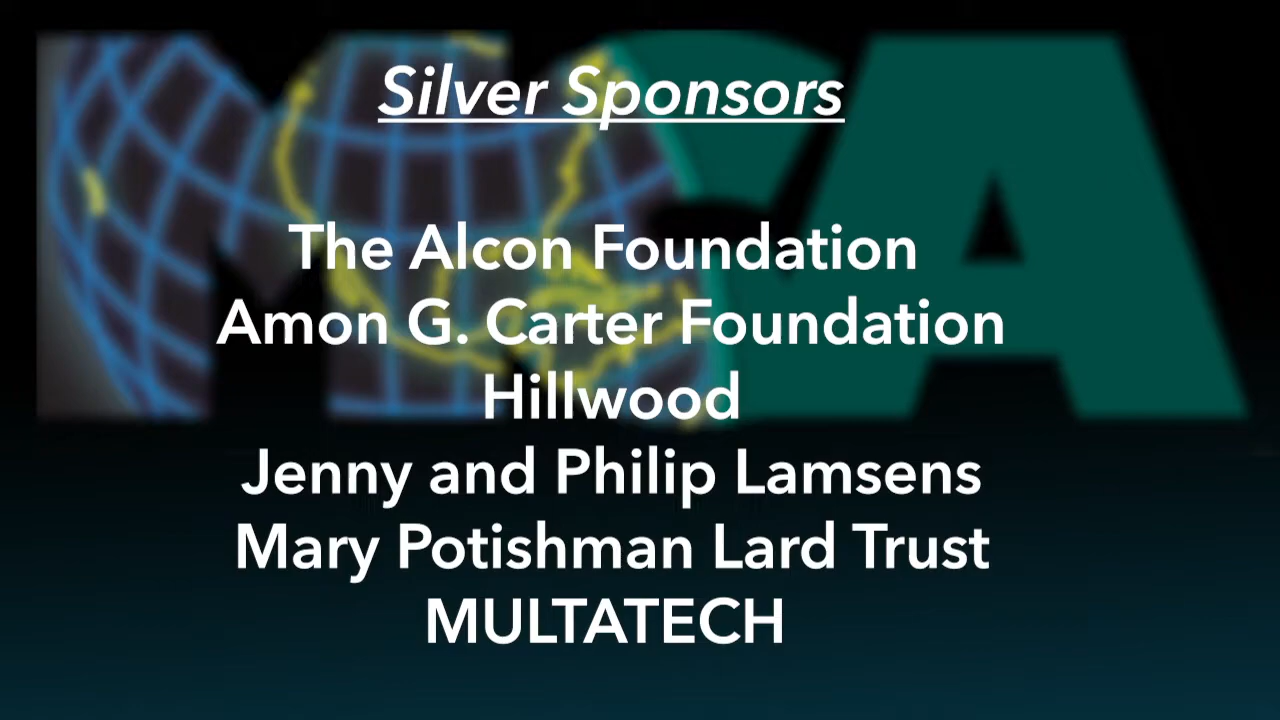 Silver Sponsors
The Alcon Foundation
Amon G. Carter Foundation
Hillwood
Jenny and Philip Lamsens
Mary Potishman Lard Trust
MULTATECH